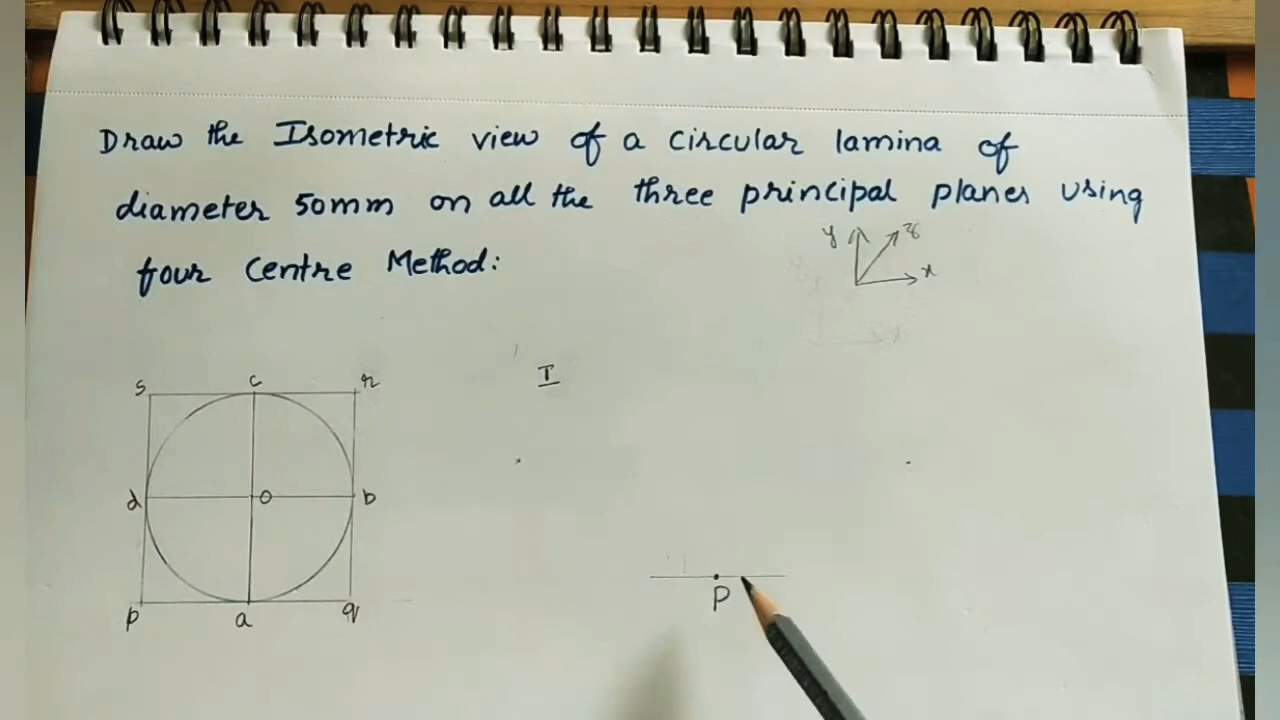 Draw the Isometric view of a circular lamina of
diameter 50mm on all the three principal planes using
four Centre Method:
y z
x
I
s c r
d o b
p a q
P